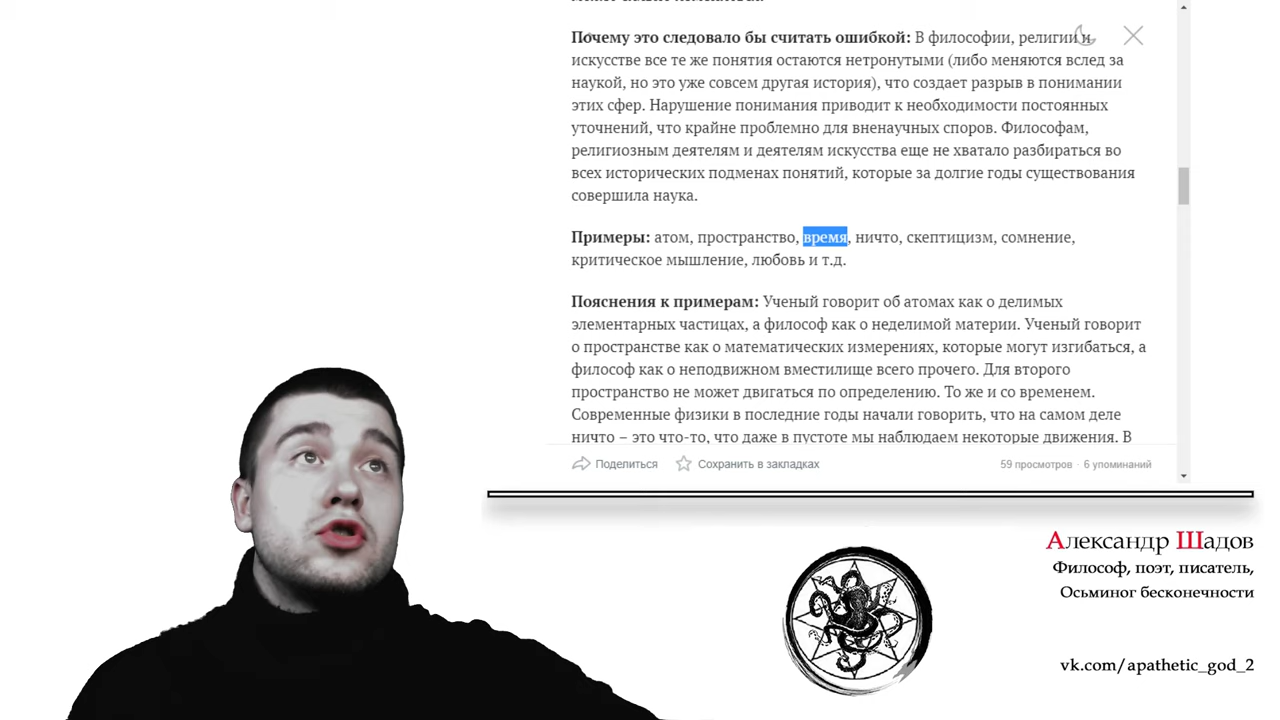 Почему это следовало бы считать ошибкой: В философии, религии и
искусстве все те же понятия остаются нетронутыми (либо меняются вслед за
наукой, но это уже совсем другая история), что создает разрыв в понимании
этих сфер. Нарушение понимания приводит к необходимости постоянных
уточнений, что крайне проблемно для вненаучных споров. Философам,
религиозным деятелям и деятелям искусства еще не хватало разбираться во
всех исторических подменах понятий, которые за долгие годы существования
совершила наука.
Примеры: атом, пространство, время, ничто, скептицизм, сомнение,
критическое мышление, любовь и т.д.
Пояснения к примерам: Ученый говорит об атомах как о делимых
элементарных частицах, а философ как о неделимой материи. Ученый говорит
о пространстве как о математических измерениях, которые могут изгибаться, а
философ как о неподвижном вместилище всего прочего. Для второго
пространство не может двигаться по определению. То же и со временем.
Современные физики в последние годы начали говорить, что на самом деле
ничто – это что-то, что даже в пустоте мы наблюдаем некоторые движения. В
Поделиться Сохранить в закладках 59 просмотров · 6 упоминаний
Александр Шадов
Философ, поэт, писатель,
Осьминог бесконечности
vk.com/apathetic_god_2